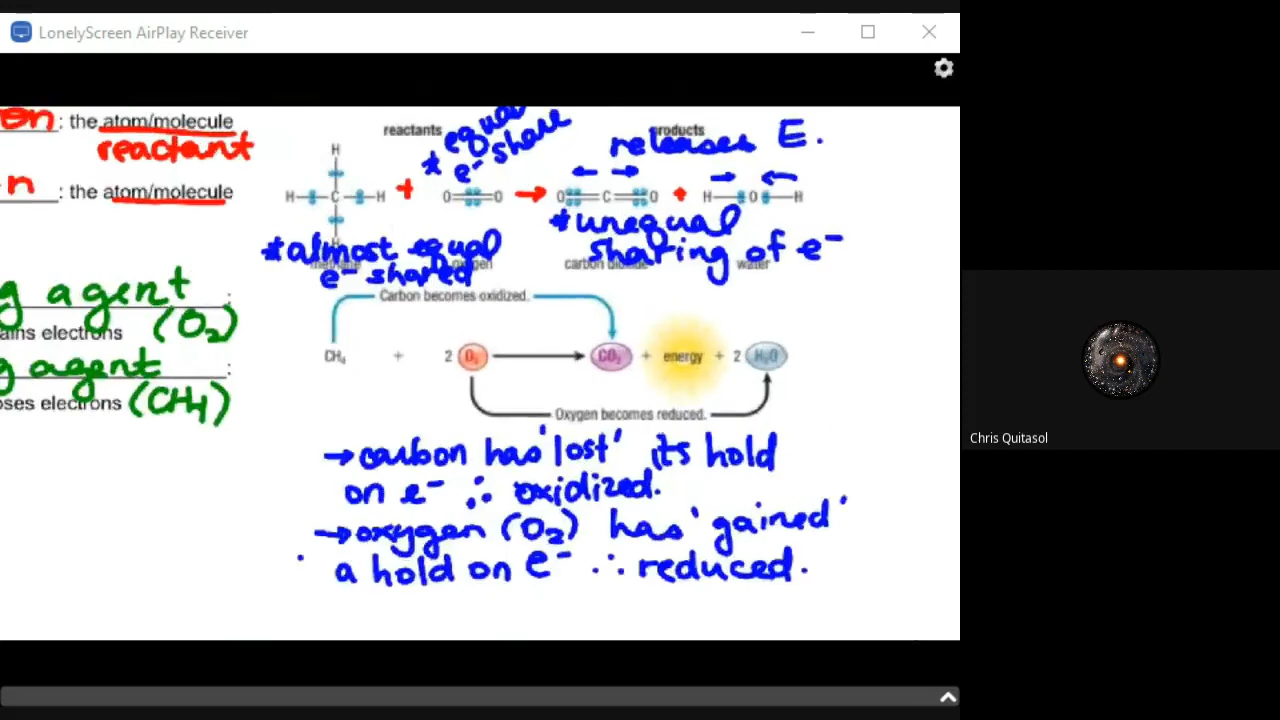 LonelyScreen AirPlay Receiver
: the atom/molecule
reactant
: the atom/molecule
g agent :
ains electrons (O₂)
g agent :
oses electrons (CH₄)
reactants
* equal
e⁻ share
products
releases E.
H
H C H + O O → O C O + H O H
H
* almost equal
e⁻ shared
* unequal
sharing of e⁻
methane oxygen carbon dioxide water
Carbon becomes oxidized.
CH₄ + 2 O₂ CO₂ + energy + 2 H₂O
Oxygen becomes reduced.
→ carbon has 'lost' its hold
on e⁻ ∴ oxidized.
→ oxygen (O₂) has 'gained'
a hold on e⁻ ∴ reduced.
Chris Quitasol